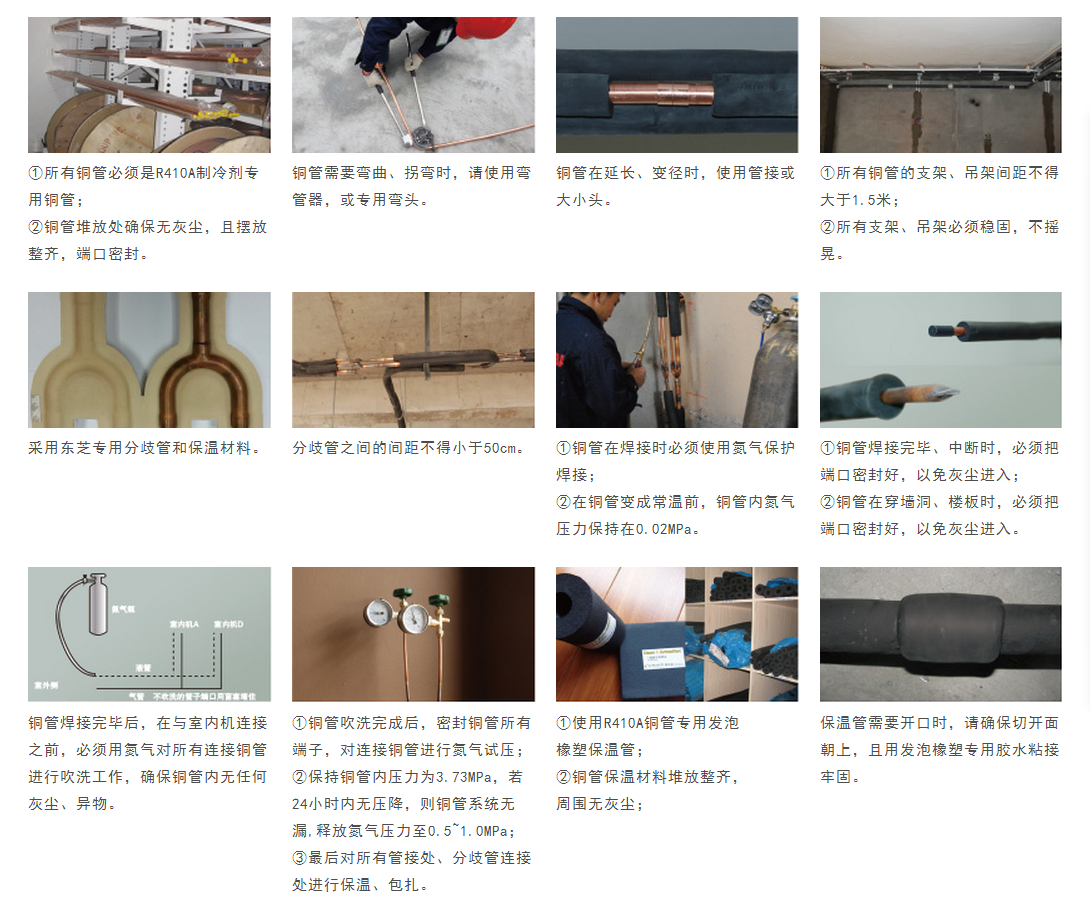 ①所有铜管必须是R410A制冷剂专
用铜管；
②铜管堆放处确保无灰尘，且摆放
整齐，端口密封。
铜管需要弯曲、拐弯时，请使用弯
管器，或专用弯头。
铜管在延长、变径时，使用管接或
大小头。
①所有铜管的支架、吊架间距不得
大于1.5米；
②所有支架、吊架必须稳固，不摇
晃。
采用东芝专用分歧管和保温材料。
分歧管之间的间距不得小于50cm。
①铜管在焊接时必须使用氮气保护
焊接；
②在铜管变成常温前，铜管内氮气
压力保持在0.02MPa。
①铜管焊接完毕、中断时，必须把
端口密封好，以免灰尘进入；
②铜管在穿墙洞、楼板时，必须把
端口密封好，以免灰尘进入。
氮气瓶
室内机A
室内机D
液管
室外侧
气管 不吹洗的管子端口用盲塞堵住
铜管焊接完毕后，在与室内机连接
之前，必须用氮气对所有连接铜管
进行吹洗工作，确保铜管内无任何
灰尘、异物。
①铜管吹洗完成后，密封铜管所有
端子，对连接铜管进行氮气试压；
②保持铜管内压力为3.73MPa，若
24小时内无压降，则铜管系统无
漏,释放氮气压力至0.5~1.0MPa；
③最后对所有管接处、分歧管连接
处进行保温、包扎。
①使用R410A铜管专用发泡
橡塑保温管；
②铜管保温材料堆放整齐，
周围无灰尘；
保温管需要开口时，请确保切开面
朝上，且用发泡橡塑专用胶水粘接
牢固。